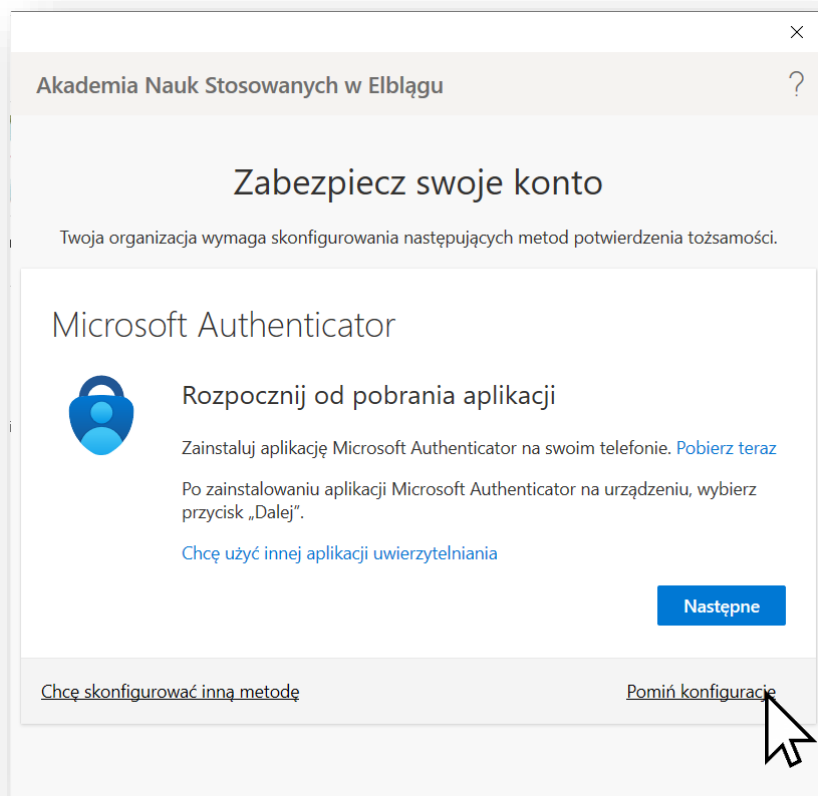 Akademia Nauk Stosowanych w Elblągu
?
Zabezpiecz swoje konto
Twoja organizacja wymaga skonfigurowania następujących metod potwierdzenia tożsamości.
Microsoft Authenticator
Rozpocznij od pobrania aplikacji
Zainstaluj aplikację Microsoft Authenticator na swoim telefonie. Pobierz teraz
Po zainstalowaniu aplikacji Microsoft Authenticator na urządzeniu, wybierz
przycisk „Dalej”.
Chcę użyć innej aplikacji uwierzytelniania
Następne
Chcę skonfigurować inną metodę
Pomiń konfigurację